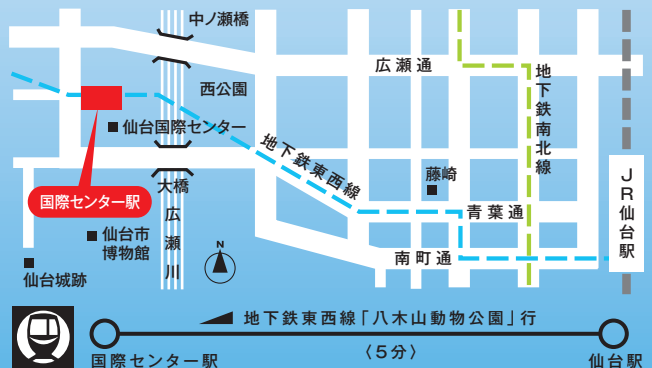 中ノ瀬橋
広瀬通
地下鉄南北線
西公園
仙台国際センター
地下鉄東西線
藤崎
JR仙台駅
大橋
国際センター駅
広瀬川
青葉通
仙台市
博物館
N
南町通
仙台城跡
地下鉄東西線「八木山動物公園」行
国際センター駅
〈5分〉
仙台駅